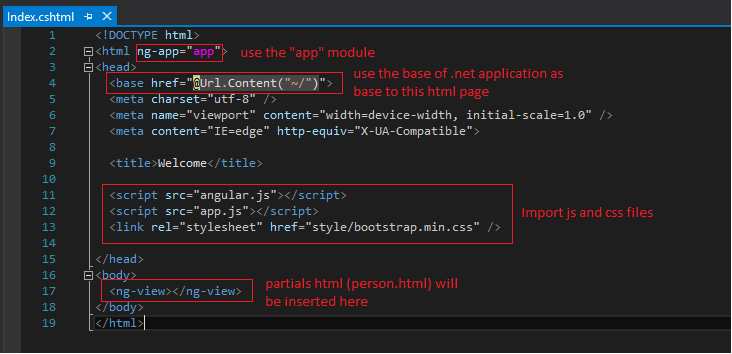 Index.cshtml
1 <!DOCTYPE html>
2 <html ng-app="app"> use the "app" module
3 <head>
4 <base href="@Url.Content("~/")"> use the base of .net application as
base to this html page
5 <meta charset="utf-8" />
6 <meta name="viewport" content="width=device-width, initial-scale=1.0" />
7 <meta content="IE=edge" http-equiv="X-UA-Compatible">
8
9 <title>Welcome</title>
10
11 <script src="angular.js"></script>
12 <script src="app.js"></script> Import js and css files
13 <link rel="stylesheet" href="style/bootstrap.min.css" />
14
15 </head>
16 <body>
17 <ng-view></ng-view> partials html (person.html) will
be inserted here
18 </body>
19 </html>